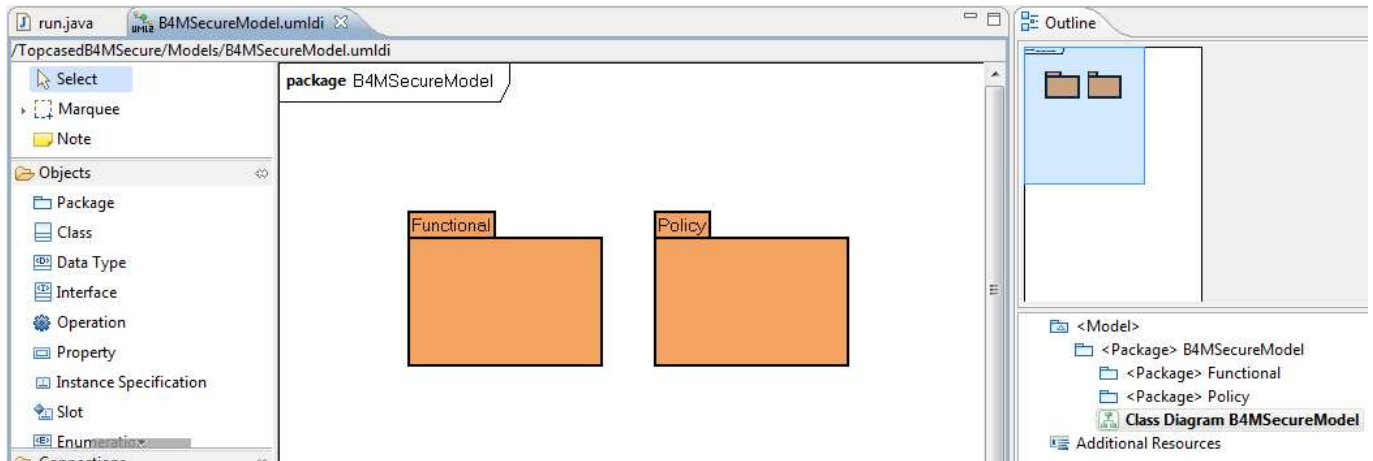 run.java
B4MSecureModel.umldi
Outline
/TopcasedB4MSecure/Models/B4MSecureModel.umldi
Select
Marquee
Note
Objects
Package
Class
Data Type
Interface
Operation
Property
Instance Specification
Slot
Enumeration
Connections
package B4MSecureModel
Functional
Policy
<Model>
<Package> B4MSecureModel
<Package> Functional
<Package> Policy
Class Diagram B4MSecureModel
Additional Resources